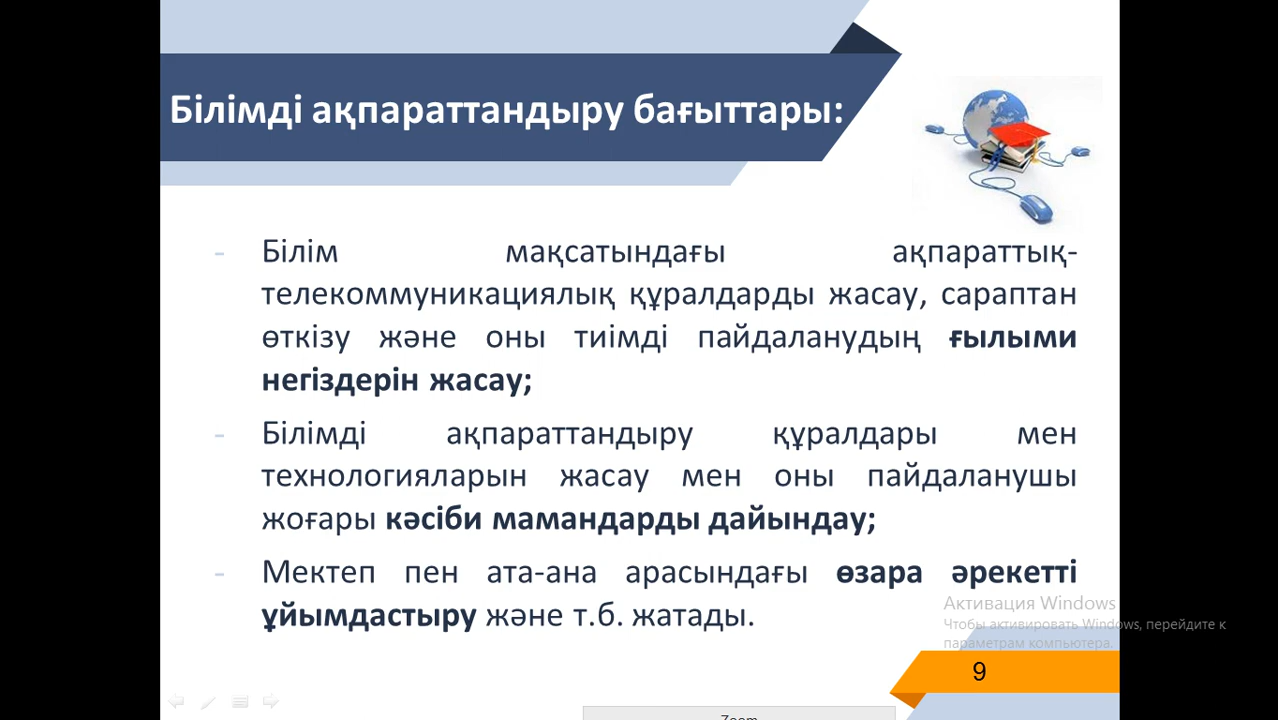 Білімді ақпараттандыру бағыттары:
- Білім мақсатындағы ақпараттық-
телекоммуникациялық құралдарды жасау, сараптан
өткізу және оны тиімді пайдаланудың ғылыми
негіздерін жасау;
- Білімді ақпараттандыру құралдары мен
технологияларын жасау мен оны пайдаланушы
жоғары кәсіби мамандарды дайындау;
- Мектеп пен ата-ана арасындағы өзара әрекетті
ұйымдастыру және т.б. жатады.
Активация Windows
Чтобы активировать Windows, перейдите к
параметрам компьютера.
9
Zoom